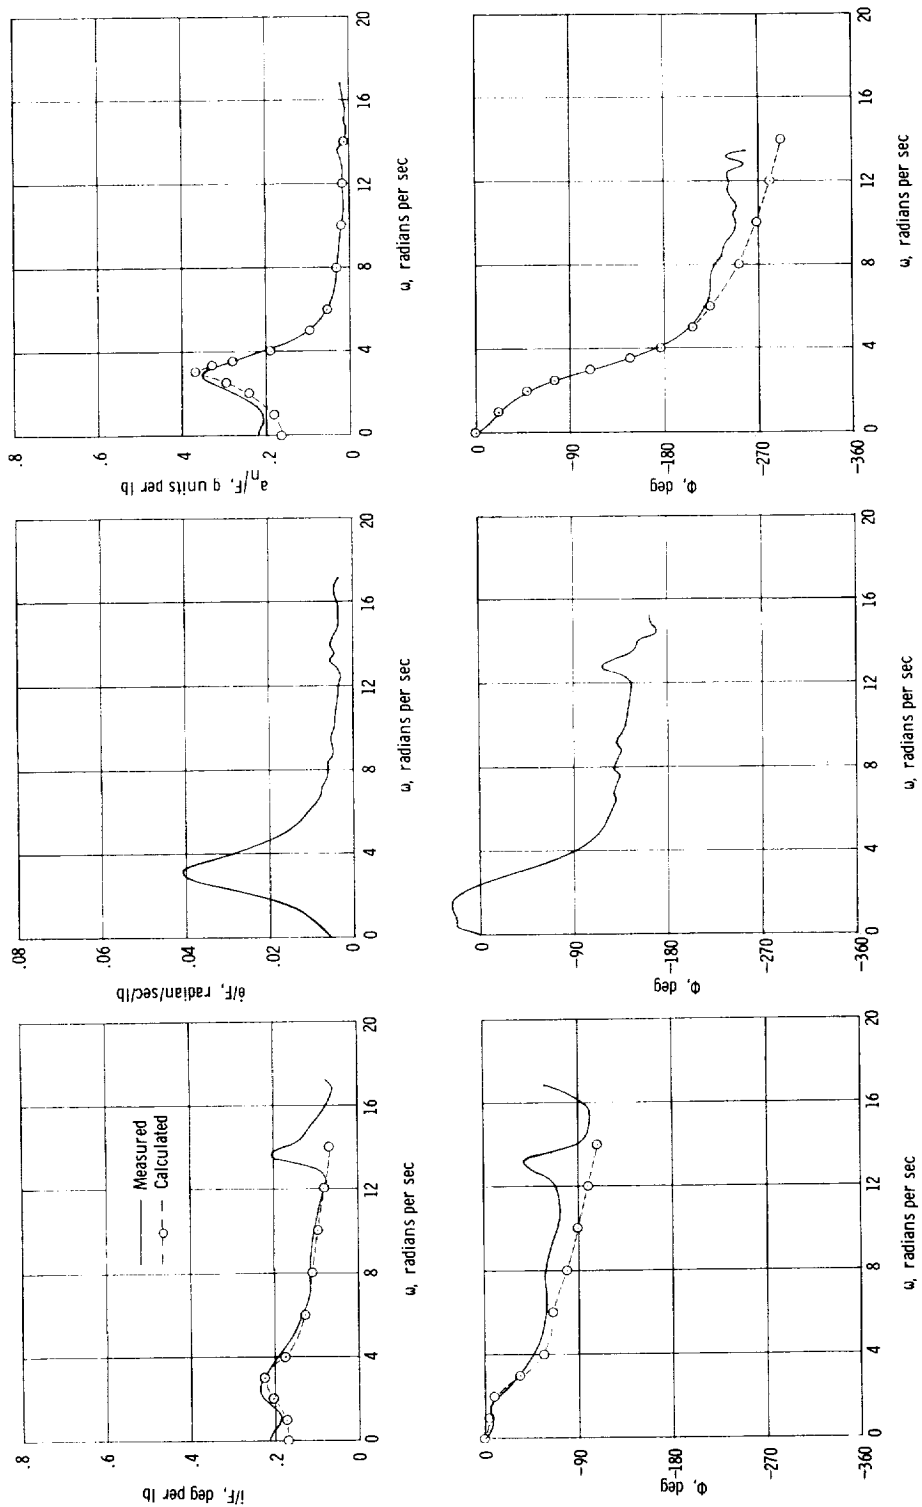 .8
.6
.4
.2
0
i/F, deg per lb
Measured
Calculated
0 4 8 12 16 20
ω, radians per sec
.08
.06
.04
.02
0
θ̇/F, radian/sec/lb
0 4 8 12 16 20
ω, radians per sec
.8
.6
.4
.2
0
a_n/F, g units per lb
0 4 8 12 16 20
ω, radians per sec
0
-90
-180
-270
-360
Φ, deg
0 4 8 12 16 20
ω, radians per sec
0
-90
-180
-270
-360
Φ, deg
0 4 8 12 16 20
ω, radians per sec
0
-90
-180
-270
-360
Φ, deg
0 4 8 12 16 20
ω, radians per sec